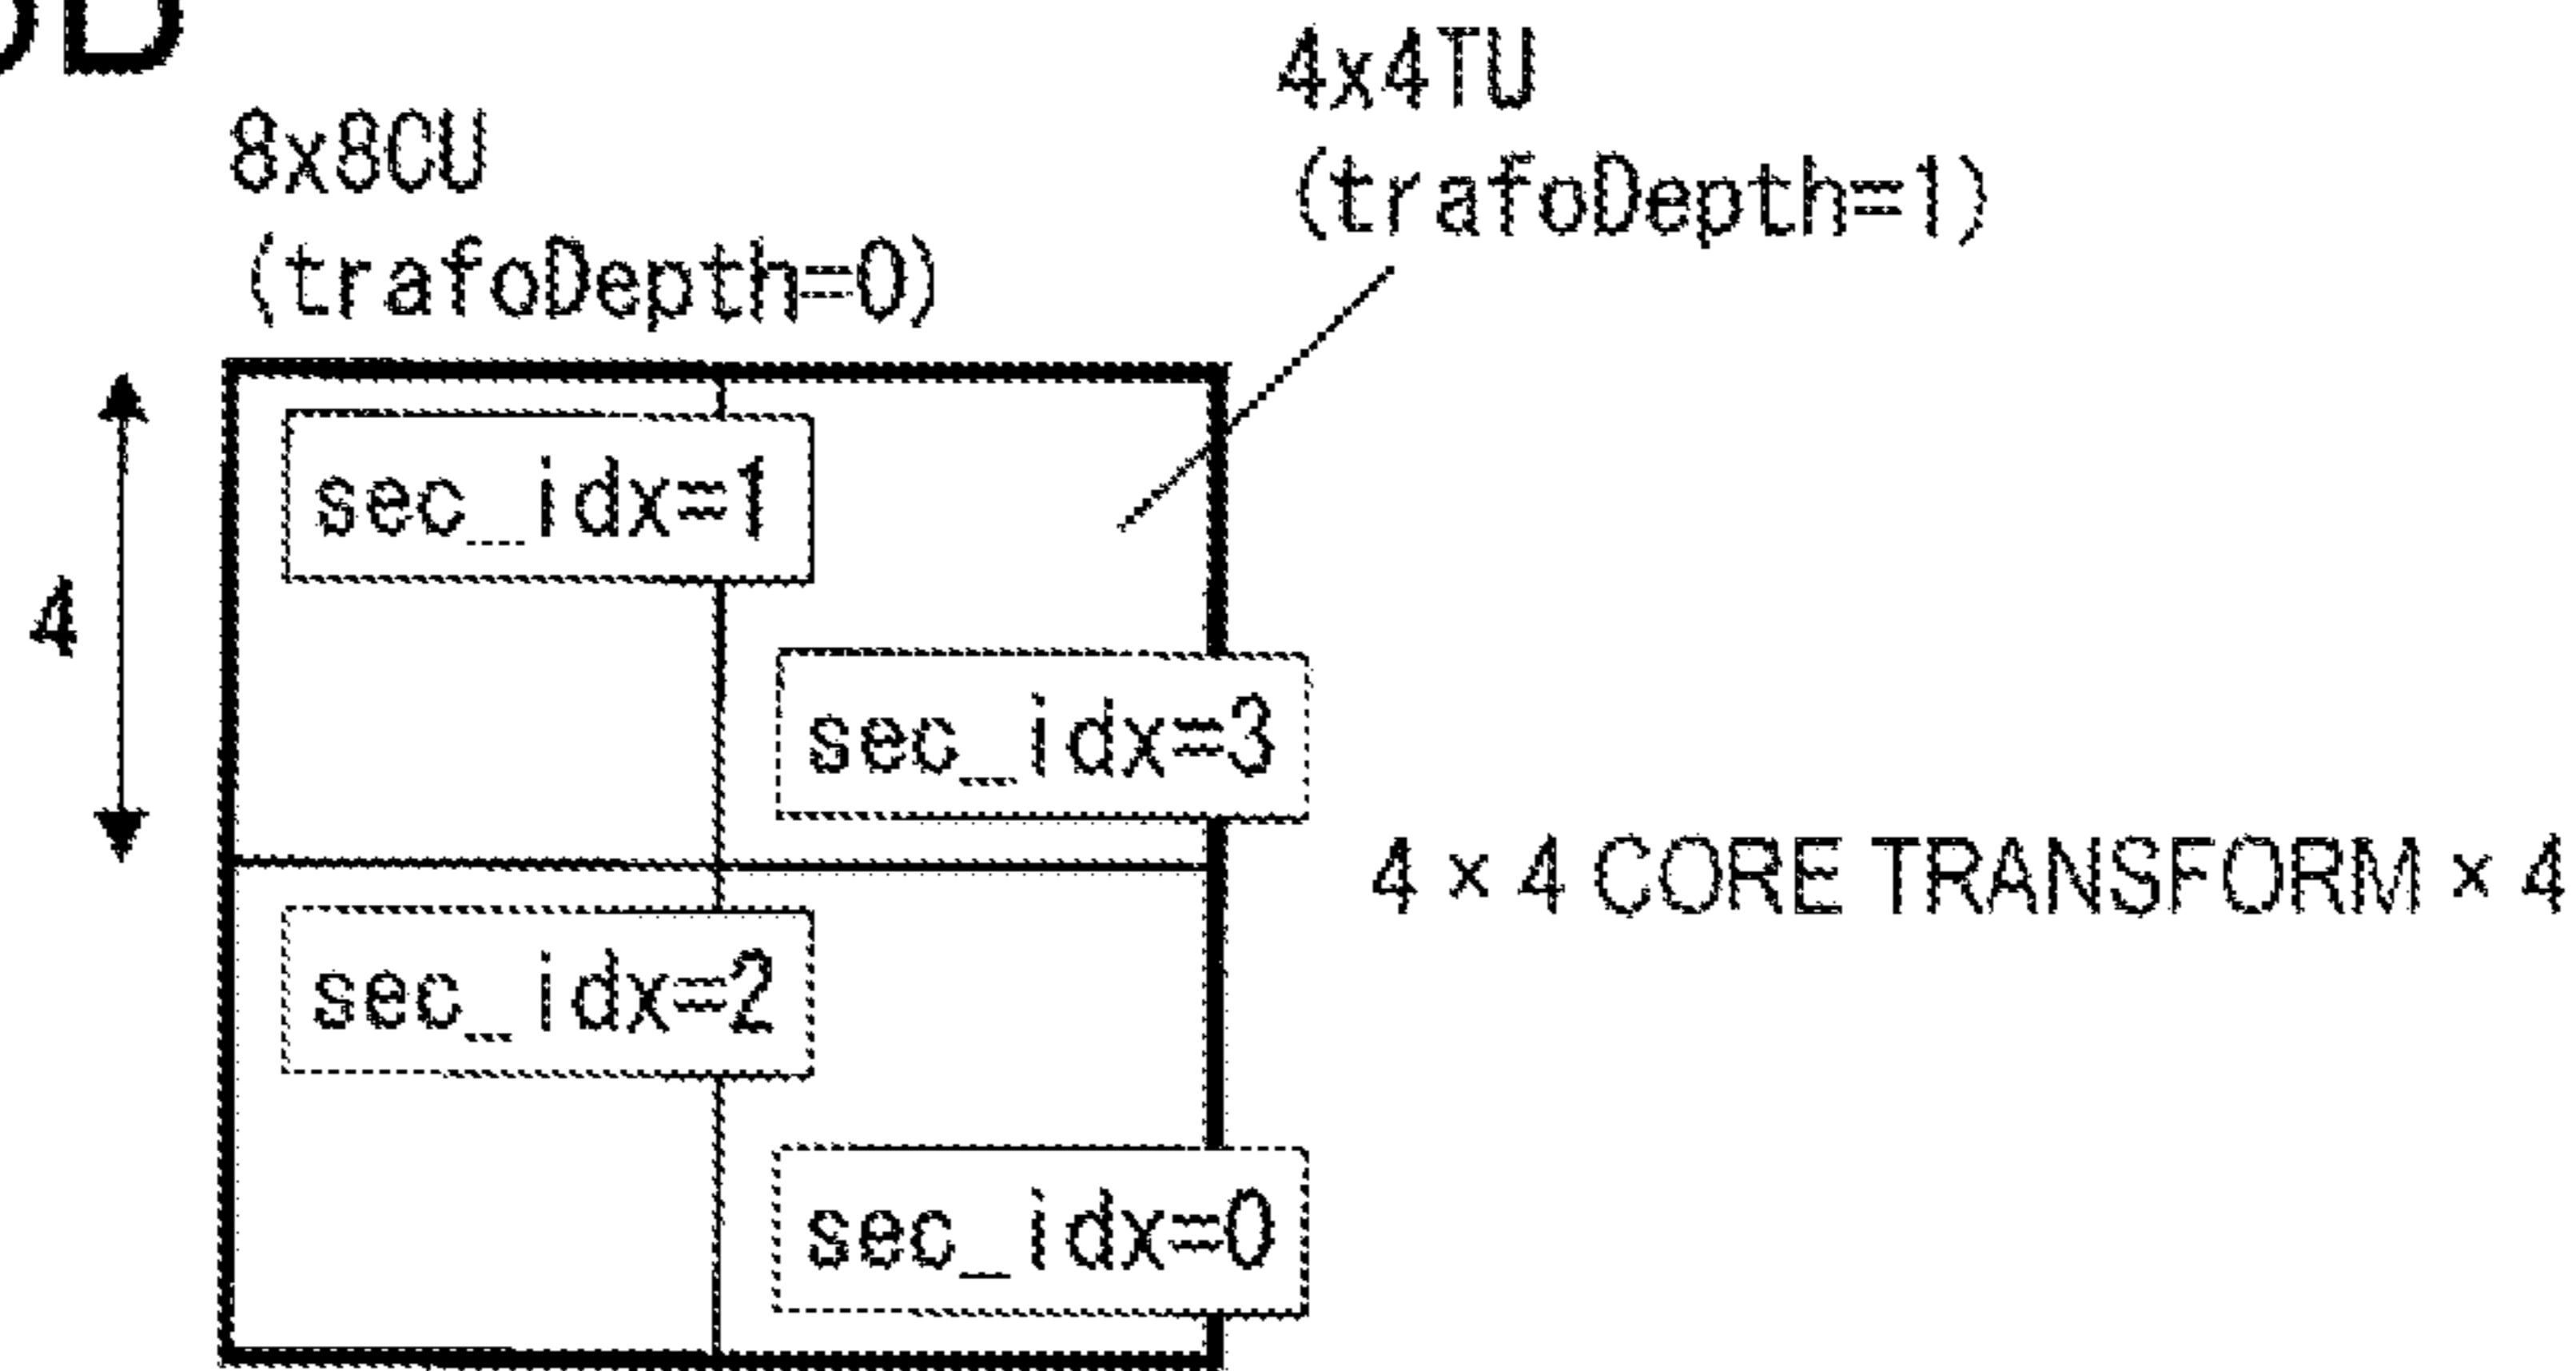 4x4TU
8x8CU
(trafoDepth=1)
(trafoDepth=0)
sec_idx=1
4
sec_idx=3
4 × 4 CORE TRANSFORM × 4
sec_idx=2
sec_idx=0